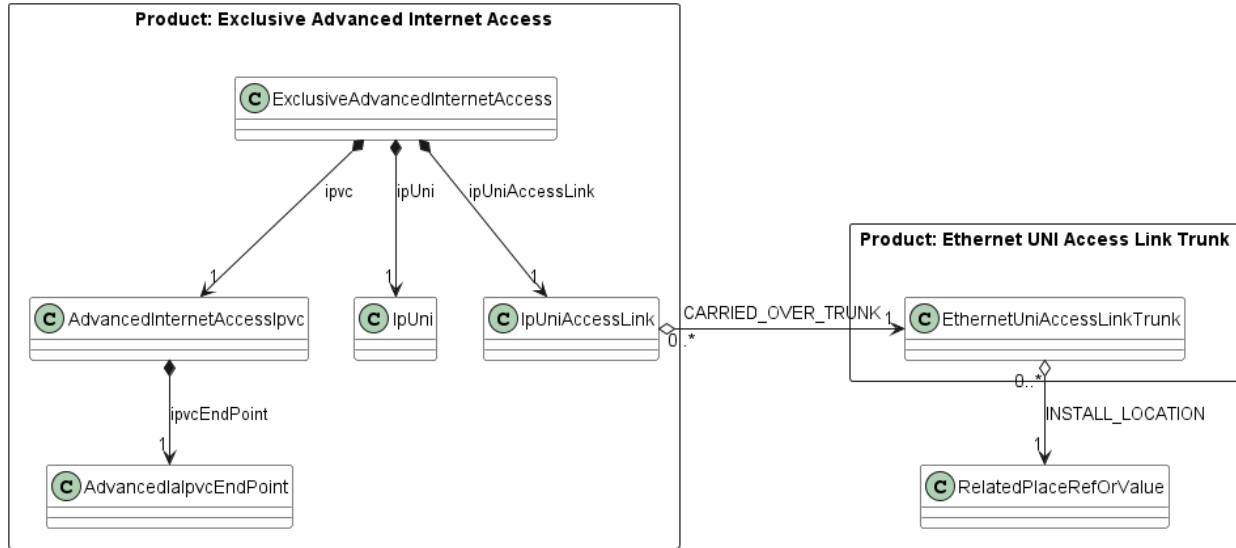 Product: Exclusive Advanced Internet Access
C ExclusiveAdvancedInternetAccess
ipvc
ipUni
ipUniAccessLink
Product: Ethernet UNI Access Link Trunk
1
1
1
C AdvancedInternetAccessIpvc
C IpUni
C IpUniAccessLink
CARRIED_OVER_TRUNK
0..*
1
C EthernetUniAccessLinkTrunk
0..*
ipvcEndPoint
INSTALL_LOCATION
1
1
C AdvancedIaIpvcEndPoint
C RelatedPlaceRefOrValue